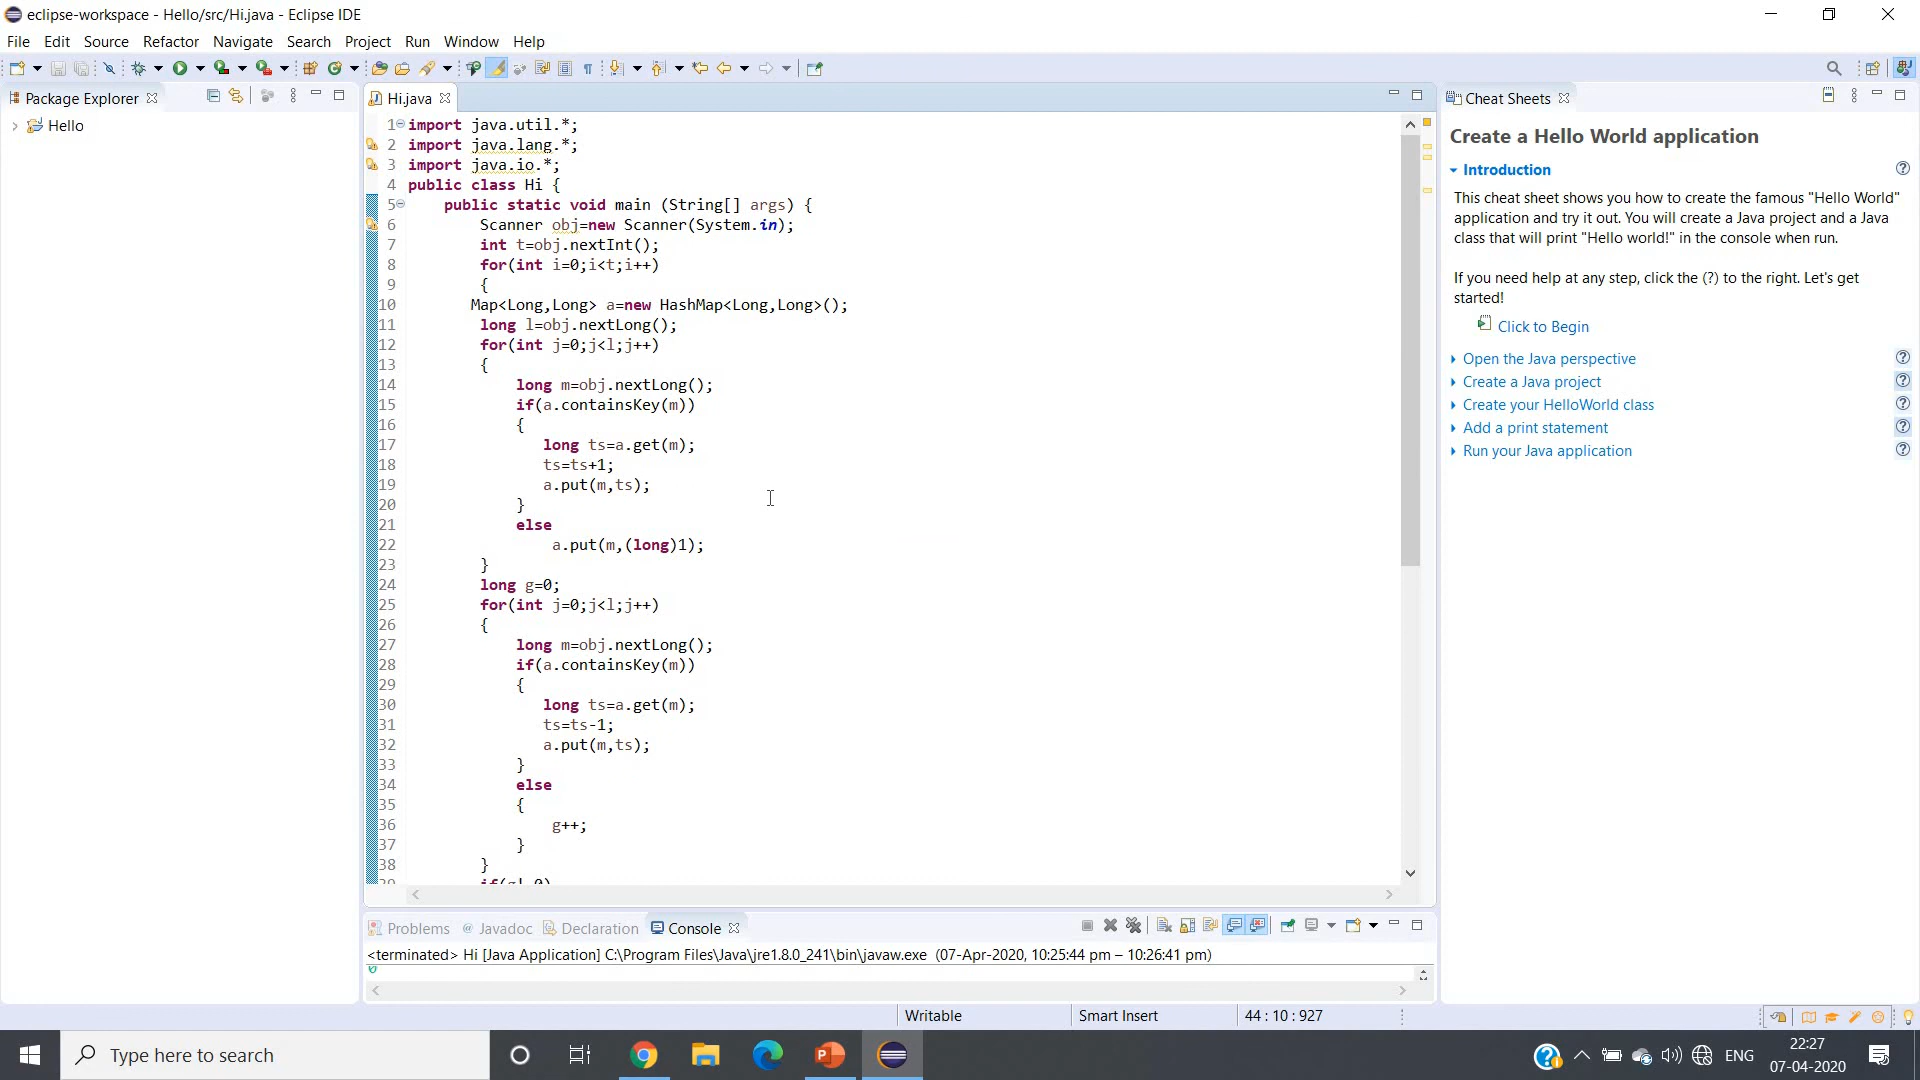 eclipse-workspace - Hello/src/Hi.java - Eclipse IDE
File Edit Source Refactor Navigate Search Project Run Window Help
Package Explorer
Hello
Hi.java
1 import java.util.*;
2 import java.lang.*;
3 import java.io.*;
4 public class Hi {
5 public static void main (String[] args) {
6 Scanner obj=new Scanner(System.in);
7 int t=obj.nextInt();
8 for(int i=0;i<t;i++)
9 {
10 Map<Long,Long> a=new HashMap<Long,Long>();
11 long l=obj.nextLong();
12 for(int j=0;j<l;j++)
13 {
14 long m=obj.nextLong();
15 if(a.containsKey(m))
16 {
17 long ts=a.get(m);
18 ts=ts+1;
19 a.put(m,ts);
20 }
21 else
22 a.put(m,(long)1);
23 }
24 long g=0;
25 for(int j=0;j<l;j++)
26 {
27 long m=obj.nextLong();
28 if(a.containsKey(m))
29 {
30 long ts=a.get(m);
31 ts=ts-1;
32 a.put(m,ts);
33 }
34 else
35 {
36 g++;
37 }
38 }
Cheat Sheets
Create a Hello World application
Introduction
This cheat sheet shows you how to create the famous "Hello World"
application and try it out. You will create a Java project and a Java
class that will print "Hello world!" in the console when run.
If you need help at any step, click the (?) to the right. Let's get
started!
Click to Begin
Open the Java perspective
Create a Java project
Create your HelloWorld class
Add a print statement
Run your Java application
Problems Javadoc Declaration Console
<terminated> Hi [Java Application] C:\Program Files\Java\jre1.8.0_241\bin\javaw.exe (07-Apr-2020, 10:25:44 pm – 10:26:41 pm)
Writable Smart Insert 44 : 10 : 927
Type here to search
ENG
22:27
07-04-2020